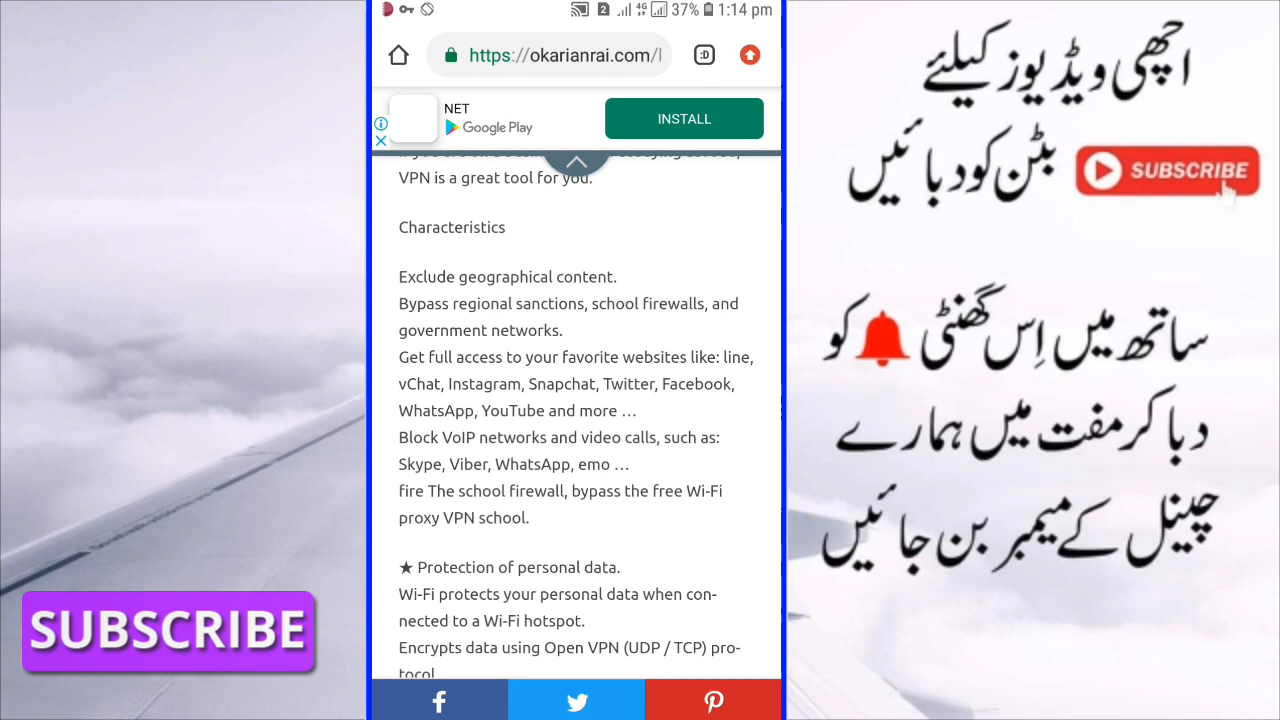 37% 1:14 pm
https://okarianrai.com/l
:D
NET
Google Play
INSTALL
VPN is a great tool for you.
Characteristics
Exclude geographical content.
Bypass regional sanctions, school firewalls, and
government networks.
Get full access to your favorite websites like: line,
vChat, Instagram, Snapchat, Twitter, Facebook,
WhatsApp, YouTube and more …
Block VoIP networks and video calls, such as:
Skype, Viber, WhatsApp, emo …
fire The school firewall, bypass the free Wi-Fi
proxy VPN school.
★ Protection of personal data.
Wi-Fi protects your personal data when con-
nected to a Wi-Fi hotspot.
Encrypts data using Open VPN (UDP / TCP) pro-
tocol
SUBSCRIBE
اچھی ویڈیوز کیلئے
بٹن کو دبائیں SUBSCRIBE
ساتھ میں اِس گھنٹی کو
دبا کر مفت میں ہمارے
چینل کے میمبر بن جائیں